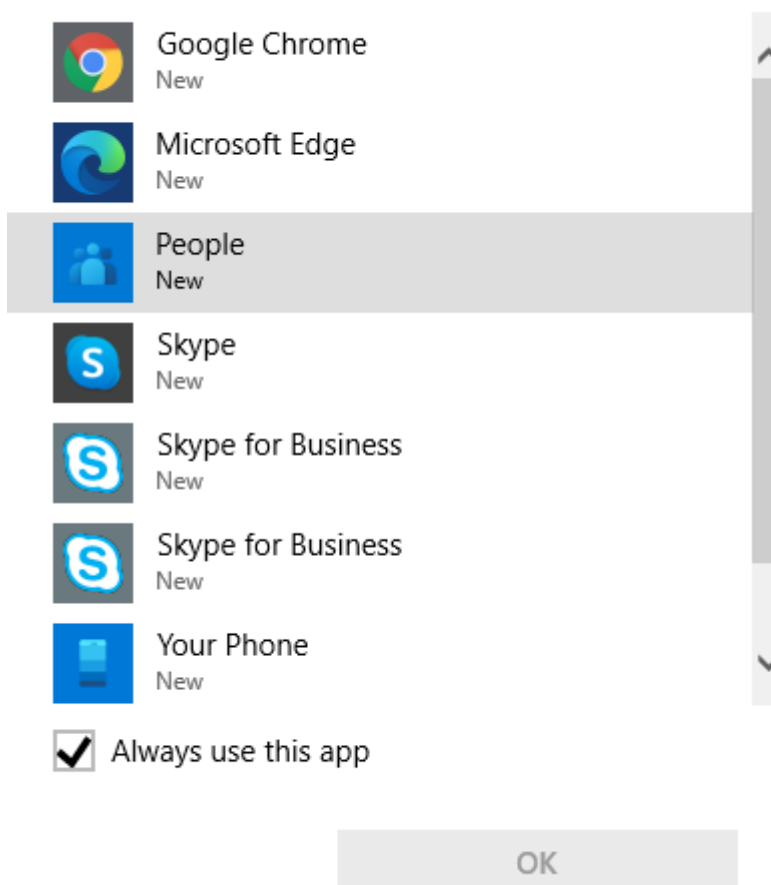 Google Chrome
New
Microsoft Edge
New
People
New
Skype
New
Skype for Business
New
Skype for Business
New
Your Phone
New
Always use this app
OK